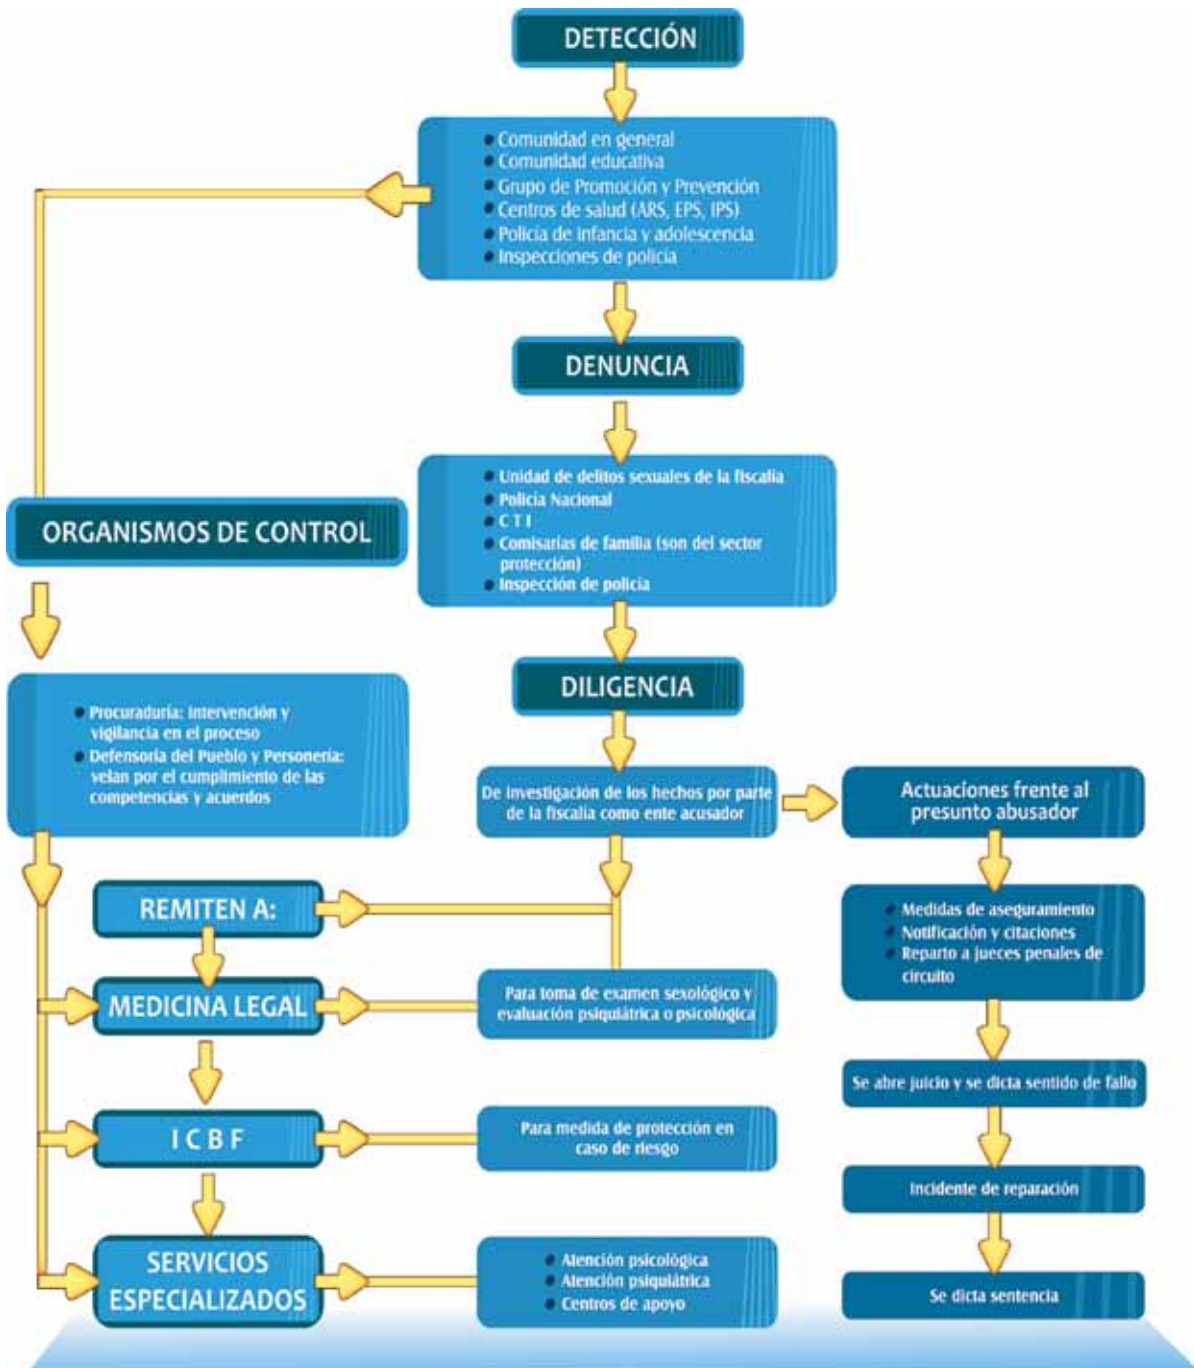 DETECCIÓN
Comunidad en general
Comunidad educativa
Grupo de Promoción y Prevención
Centros de salud (ARS, EPS, IPS)
Policía de infancia y adolescencia
Inspecciones de policía
DENUNCIA
Unidad de delitos sexuales de la fiscalía
Policía Nacional
C T I
Comisarías de familia (son del sector
protección)
Inspección de policía
ORGANISMOS DE CONTROL
Procuraduría: Intervención y
vigilancia en el proceso
Defensoría del Pueblo y Personería:
velan por el cumplimiento de las
competencias y acuerdos
DILIGENCIA
De investigación de los hechos por parte
de la fiscalía como ente acusador
Actuaciones frente al
presunto abusador
Medidas de aseguramiento
Notificación y citaciones
Reparto a jueces penales de
circuito
Se abre juicio y se dicta sentido de fallo
Incidente de reparación
Se dicta sentencia
REMITEN A:
MEDICINA LEGAL
Para toma de examen sexológico y
evaluación psiquiátrica o psicológica
I C B F
Para medida de protección en
caso de riesgo
SERVICIOS
ESPECIALIZADOS
Atención psicológica
Atención psiquiátrica
Centros de apoyo